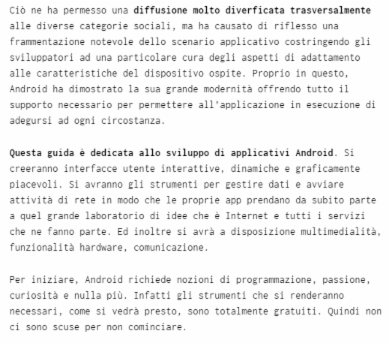 Ciò ne ha permesso una diffusione molto diverficata trasversalmente
alle diverse categorie sociali, ma ha causato di riflesso una
frammentazione notevole dello scenario applicativo costringendo gli
sviluppatori ad una particolare cura degli aspetti di adattamento
alle caratteristiche del dispositivo ospite. Proprio in questo,
Android ha dimostrato la sua grande modernità offrendo tutto il
supporto necessario per permettere all'applicazione in esecuzione di
adegursi ad ogni circostanza.
Questa guida è dedicata allo sviluppo di applicativi Android. Si
creeranno interfacce utente interattive, dinamiche e graficamente
piacevoli. Si avranno gli strumenti per gestire dati e avviare
attività di rete in modo che le proprie app prendano da subito parte
a quel grande laboratorio di idee che è Internet e tutti i servizi
che ne fanno parte. Ed inoltre si avrà a disposizione multimedialità,
funzionalità hardware, comunicazione.
Per iniziare, Android richiede nozioni di programmazione, passione,
curiosità e nulla più. Infatti gli strumenti che si renderanno
necessari, come si vedrà presto, sono totalmente gratuiti. Quindi non
ci sono scuse per non cominciare.